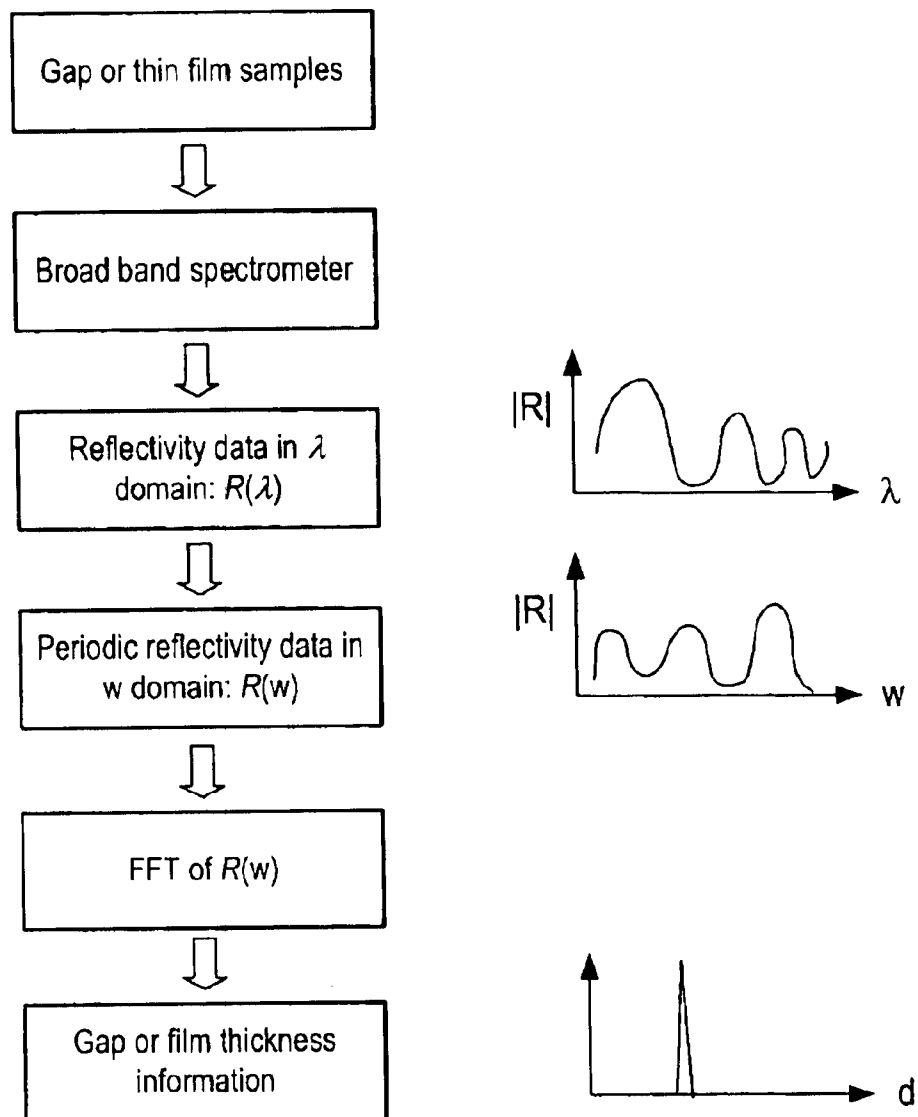 Gap or thin film samples
Broad band spectrometer
Reflectivity data in λ
domain: R(λ)
|R|
λ
Periodic reflectivity data in
w domain: R(w)
|R|
w
FFT of R(w)
Gap or film thickness
information
d